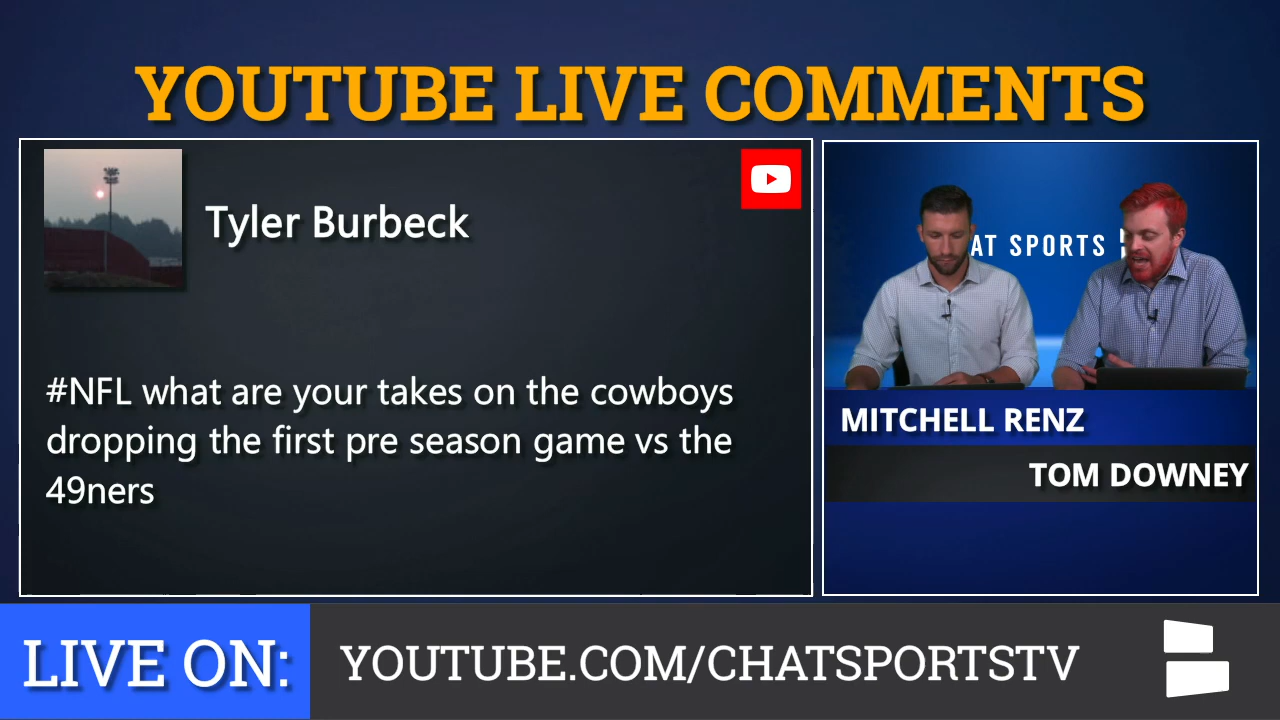 YOUTUBE LIVE COMMENTS
Tyler Burbeck
#NFL what are your takes on the cowboys
dropping the first pre season game vs the
49ners
AT SPORTS
MITCHELL RENZ
TOM DOWNEY
LIVE ON:
YOUTUBE.COM/CHATSPORTSTV